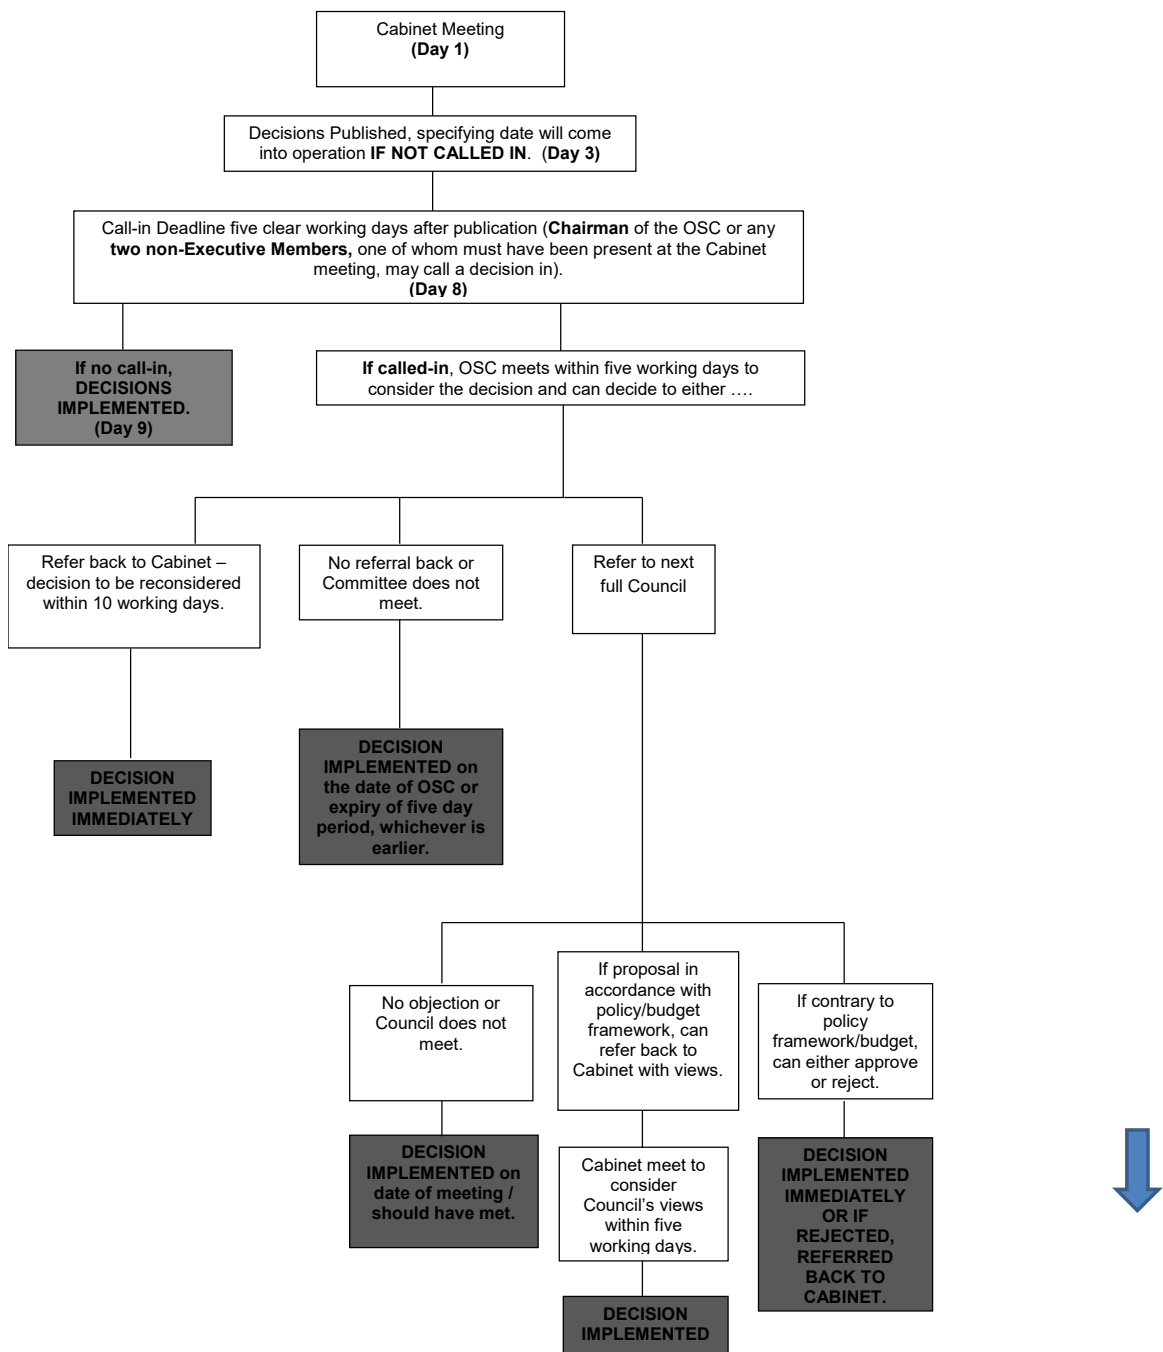 Cabinet Meeting
(Day 1)
Decisions Published, specifying date will come
into operation IF NOT CALLED IN. (Day 3)
Call-in Deadline five clear working days after publication (Chairman of the OSC or any
two non-Executive Members, one of whom must have been present at the Cabinet
meeting, may call a decision in).
(Day 8)
If no call-in,
DECISIONS
IMPLEMENTED.
(Day 9)
If called-in, OSC meets within five working days to
consider the decision and can decide to either ….
Refer back to Cabinet –
decision to be reconsidered
within 10 working days.
No referral back or
Committee does not
meet.
Refer to next
full Council
DECISION
IMPLEMENTED
IMMEDIATELY
DECISION
IMPLEMENTED on
the date of OSC or
expiry of five day
period, whichever is
earlier.
No objection or
Council does not
meet.
If proposal in
accordance with
policy/budget
framework, can
refer back to
Cabinet with views.
If contrary to
policy
framework/budget,
can either approve
or reject.
DECISION
IMPLEMENTED on
date of meeting /
should have met.
Cabinet meet to
consider
Council’s views
within five
working days.
DECISION
IMPLEMENTED
IMMEDIATELY
OR IF
REJECTED,
REFERRED
BACK TO
CABINET.
DECISION
IMPLEMENTED